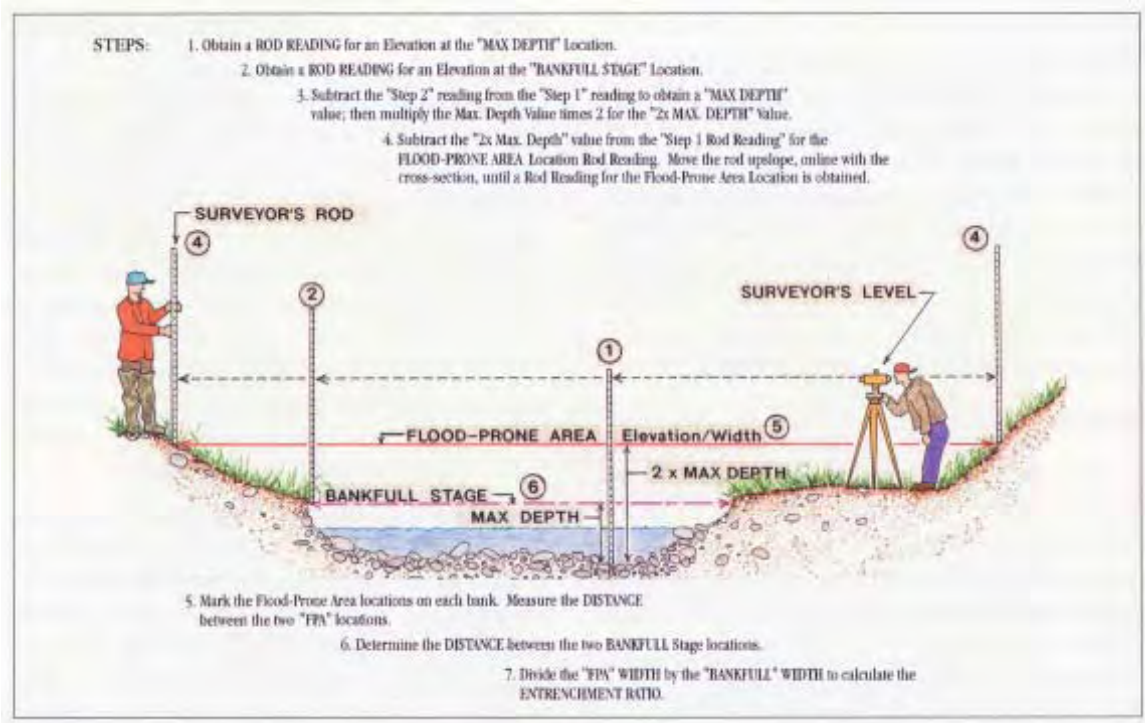 STEPS: 1. Obtain a ROD READING for an Elevation at the "MAX DEPTH" Location.
2. Obtain a ROD READING for an Elevation at the "BANKFULL STAGE" Location.
3. Subtract the "Step 2" reading from the "Step 1" reading to obtain a "MAX DEPTH"
value; then multiply the Max. Depth Value times 2 for the "2x MAX. DEPTH" Value.
4. Subtract the "2x Max. Depth" value from the "Step 1 Rod Reading" for the
FLOOD-PRONE AREA Location Rod Reading. Move the rod upslope, online with the
cross-section, until a Rod Reading for the Flood-Prone Area Location is obtained.
SURVEYOR'S ROD
4
4
2
SURVEYOR'S LEVEL
1
FLOOD-PRONE AREA Elevation/Width 5
2 x MAX DEPTH
BANKFULL STAGE 6
MAX DEPTH
5. Mark the Flood-Prone Area locations on each bank. Measure the DISTANCE
between the two "FPA" locations.
6. Determine the DISTANCE between the two BANKFULL Stage locations.
7. Divide the "FPA" WIDTH by the "BANKFULL" WIDTH to calculate the
ENTRENCHMENT RATIO.